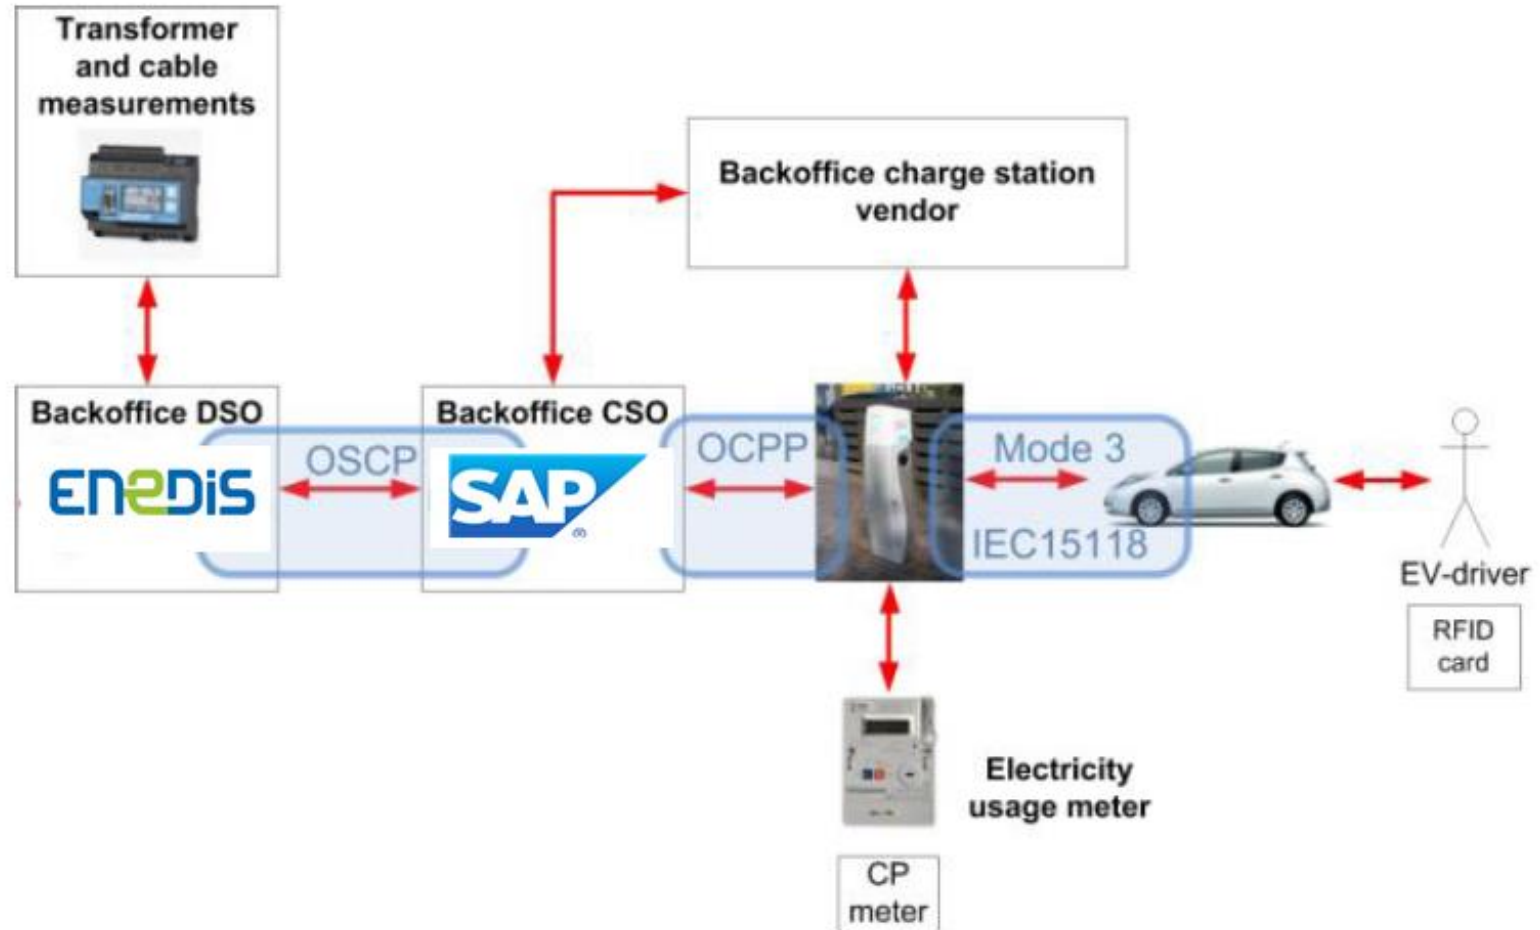 Transformer
and cable
measurements
Backoffice charge station
vendor
Backoffice DSO
Backoffice CSO
OSCP
OCPP
Mode 3
IEC15118
ENEDIS
SAP
EV-driver
RFID
card
Electricity
usage meter
CP
meter